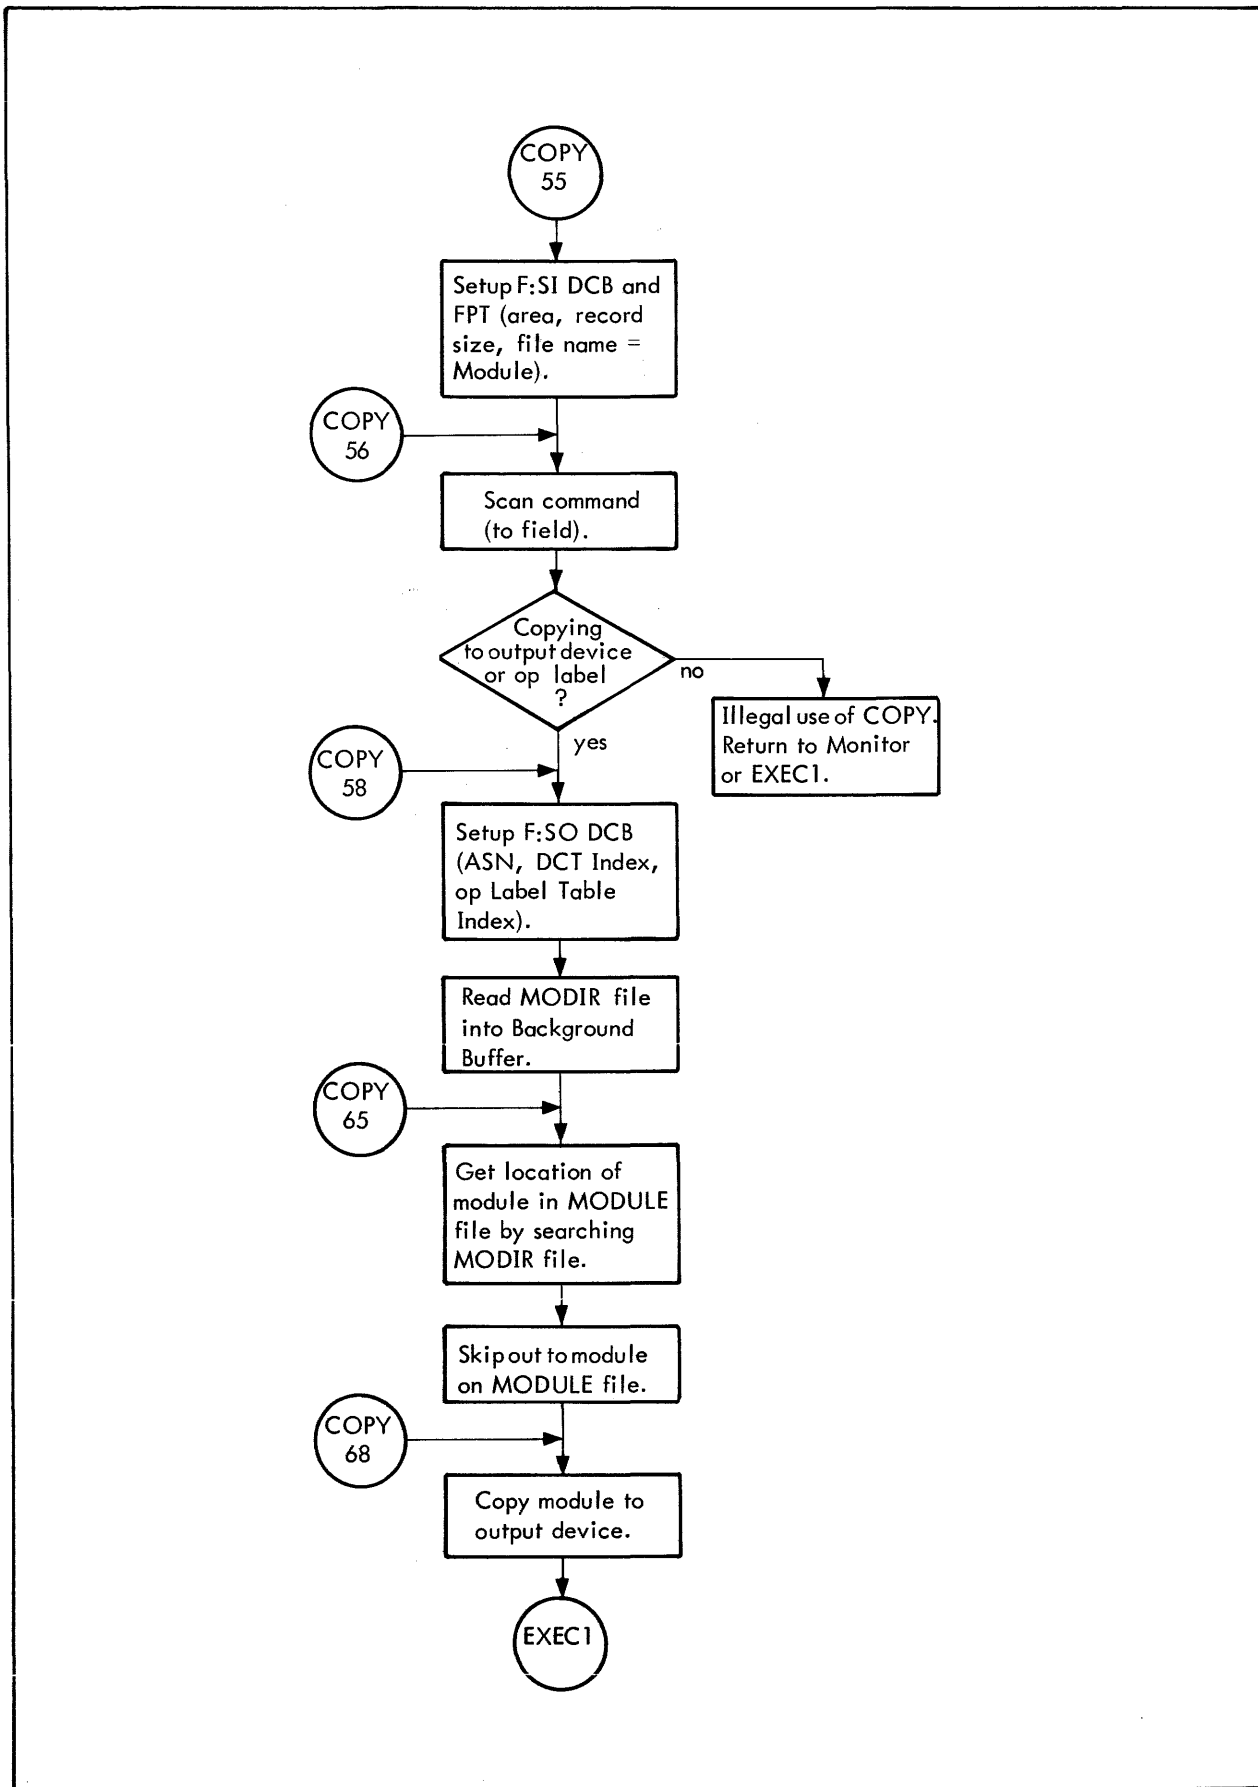 COPY
55
Setup F:SI DCB and
FPT (area, record
size, file name =
Module).
COPY
56
Scan command
(to field).
Copying
to output device
or op label
?
no
Illegal use of COPY.
Return to Monitor
or EXEC1.
yes
COPY
58
Setup F:SO DCB
(ASN, DCT Index,
op Label Table
Index).
Read MODIR file
into Background
Buffer.
COPY
65
Get location of
module in MODULE
file by searching
MODIR file.
Skip out to module
on MODULE file.
COPY
68
Copy module to
output device.
EXEC1